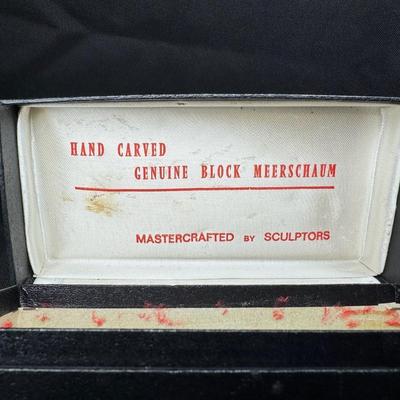 HAND CARVED
GENUINE BLOCK MEERSCHAUM
MASTERCRAFTED BY SCULPTORS